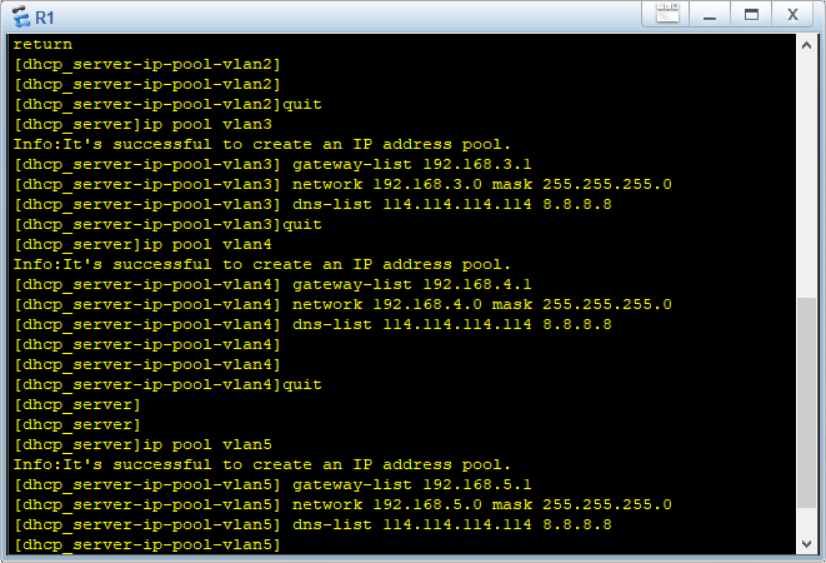 R1
return
[dhcp_server-ip-pool-vlan2]
[dhcp_server-ip-pool-vlan2]
[dhcp_server-ip-pool-vlan2]quit
[dhcp_server]ip pool vlan3
Info:It's successful to create an IP address pool.
[dhcp_server-ip-pool-vlan3] gateway-list 192.168.3.1
[dhcp_server-ip-pool-vlan3] network 192.168.3.0 mask 255.255.255.0
[dhcp_server-ip-pool-vlan3] dns-list 114.114.114.114 8.8.8.8
[dhcp_server-ip-pool-vlan3]quit
[dhcp_server]ip pool vlan4
Info:It's successful to create an IP address pool.
[dhcp_server-ip-pool-vlan4] gateway-list 192.168.4.1
[dhcp_server-ip-pool-vlan4] network 192.168.4.0 mask 255.255.255.0
[dhcp_server-ip-pool-vlan4] dns-list 114.114.114.114 8.8.8.8
[dhcp_server-ip-pool-vlan4]
[dhcp_server-ip-pool-vlan4]
[dhcp_server-ip-pool-vlan4]quit
[dhcp_server]
[dhcp_server]
[dhcp_server]ip pool vlan5
Info:It's successful to create an IP address pool.
[dhcp_server-ip-pool-vlan5] gateway-list 192.168.5.1
[dhcp_server-ip-pool-vlan5] network 192.168.5.0 mask 255.255.255.0
[dhcp_server-ip-pool-vlan5] dns-list 114.114.114.114 8.8.8.8
[dhcp_server-ip-pool-vlan5]